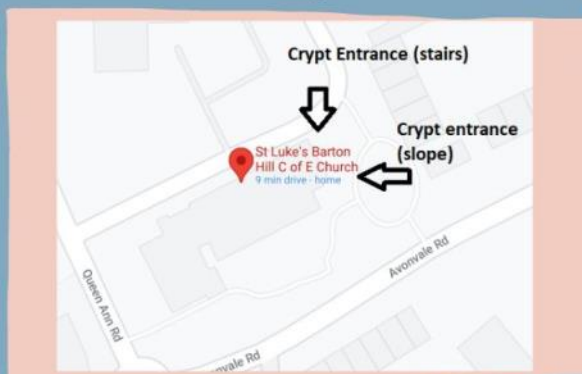 Crypt Entrance (stairs)
Crypt entrance
(slope)
St Luke's Barton
Hill C of E Church
9 min drive - home
Avonvale Rd
Queen Ann Rd
nvale Rd